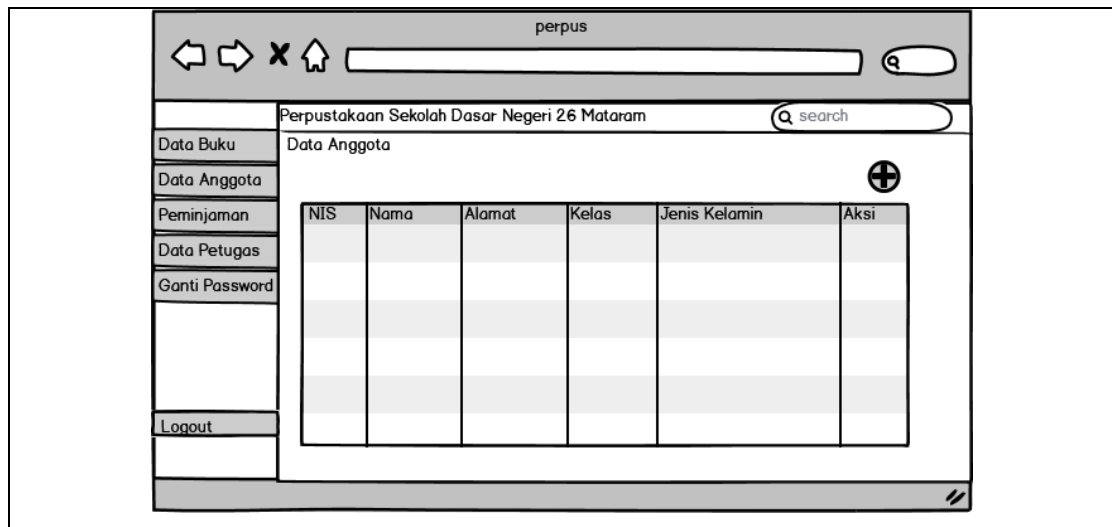 perpus
Perpustakaan Sekolah Dasar Negeri 26 Mataram
search
Data Buku
Data Anggota
Peminjaman
Data Petugas
Ganti Password
Logout
Data Anggota
NIS Nama Alamat Kelas Jenis Kelamin Aksi